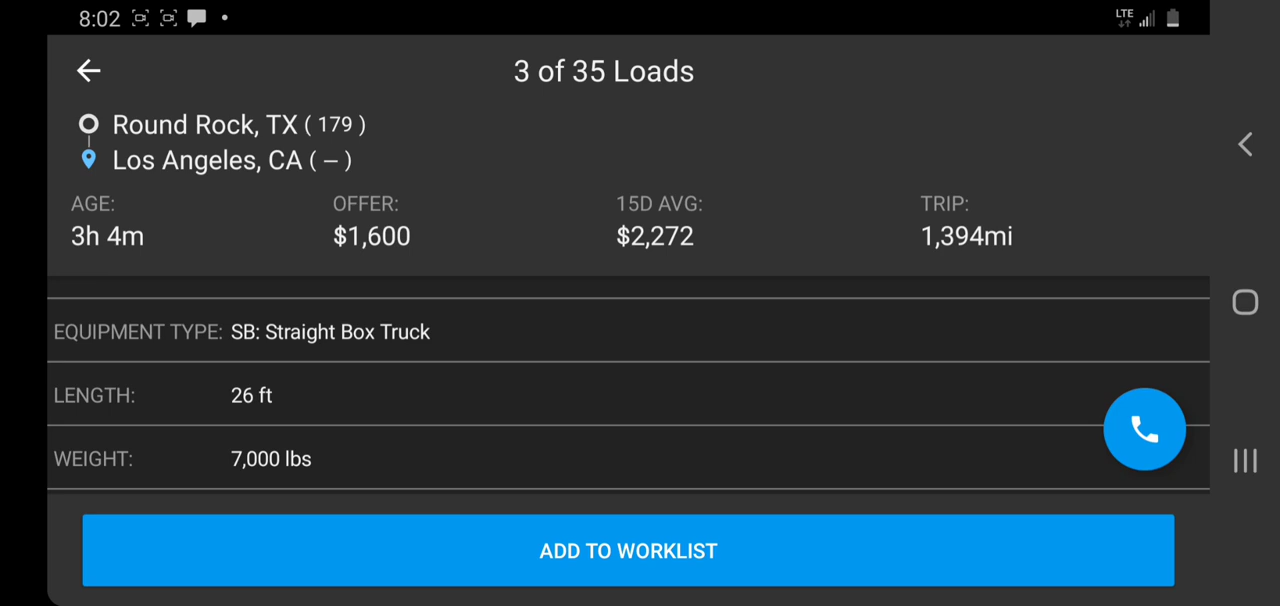 8:02 LTE
3 of 35 Loads
Round Rock, TX ( 179 )
Los Angeles, CA ( – )
AGE: OFFER: 15D AVG: TRIP:
3h 4m $1,600 $2,272 1,394mi
EQUIPMENT TYPE: SB: Straight Box Truck
LENGTH: 26 ft
WEIGHT: 7,000 lbs
ADD TO WORKLIST